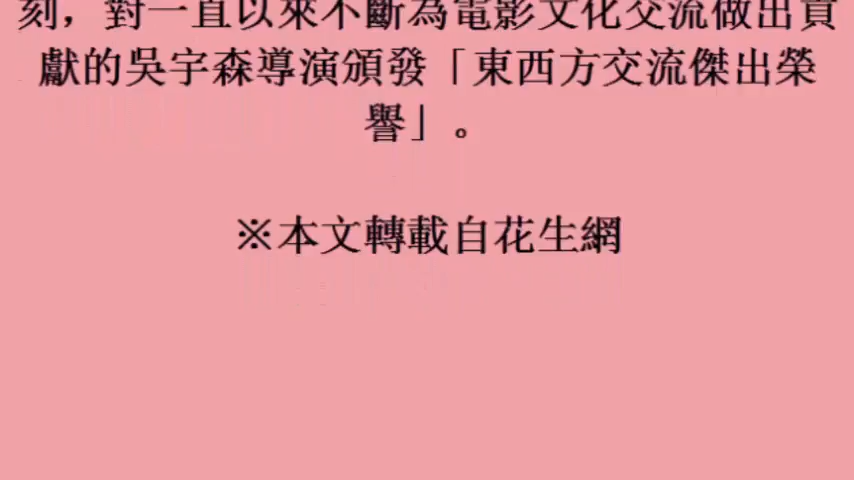 刻，對一直以來不斷為電影文化交流做出貢
獻的吳宇森導演頒發「東西方交流傑出榮
譽」。
※本文轉載自花生網